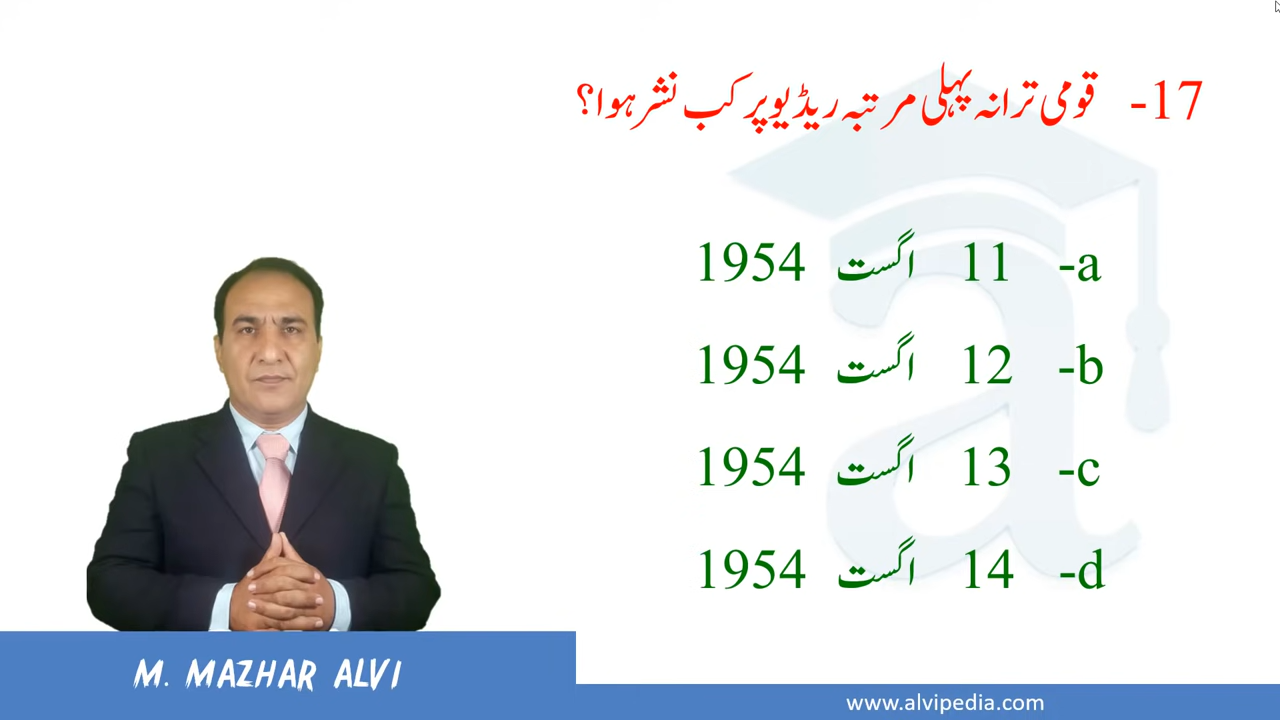 17- قومی ترانہ پہلی مرتبہ ریڈیو پر کب نشر ہوا؟
a- 11 اگست 1954
b- 12 اگست 1954
c- 13 اگست 1954
d- 14 اگست 1954
M. MAZHAR ALVI
www.alvipedia.com